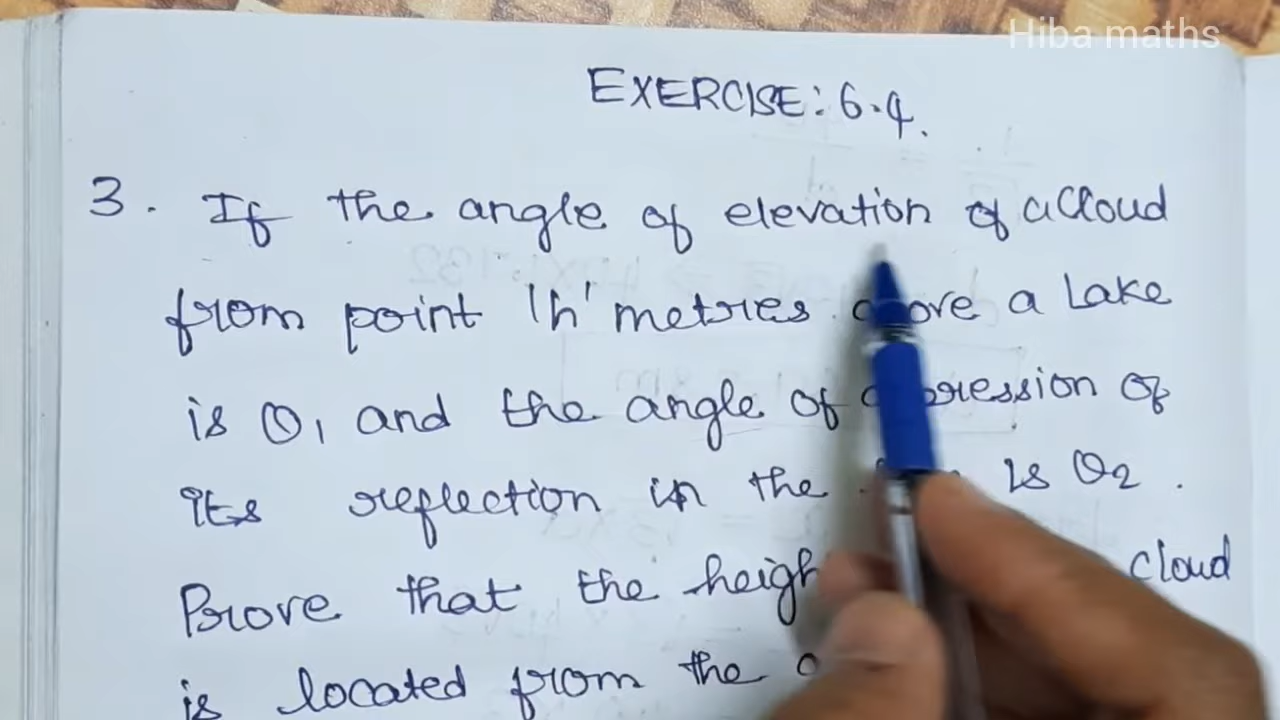 Hiba maths
EXERCISE: 6.4.
3. If the angle of elevation of a Cloud
from point 'h' metries a Lake
is θ1 and the angle of of
its reflection in the is θ2.
Prove that the cloud
is located from the